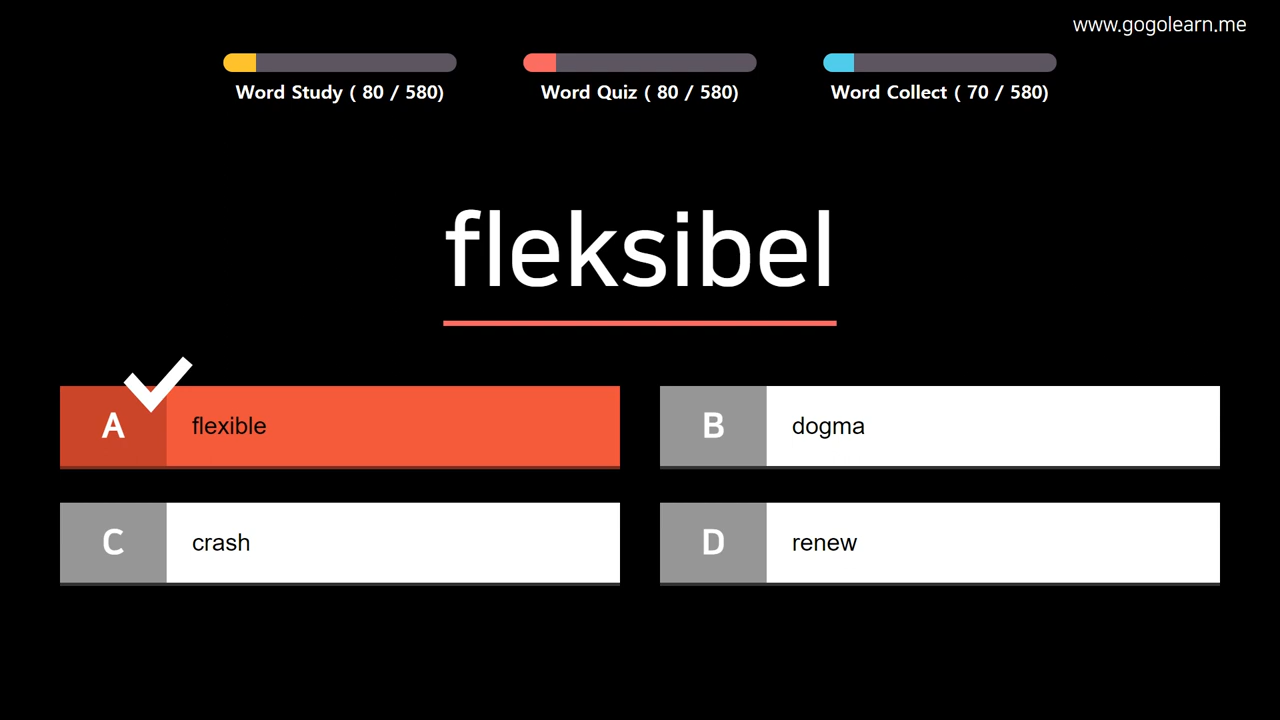 www.gogolearn.me
Word Study ( 80 / 580)
Word Quiz ( 80 / 580)
Word Collect ( 70 / 580)
fleksibel
A flexible
B dogma
C crash
D renew